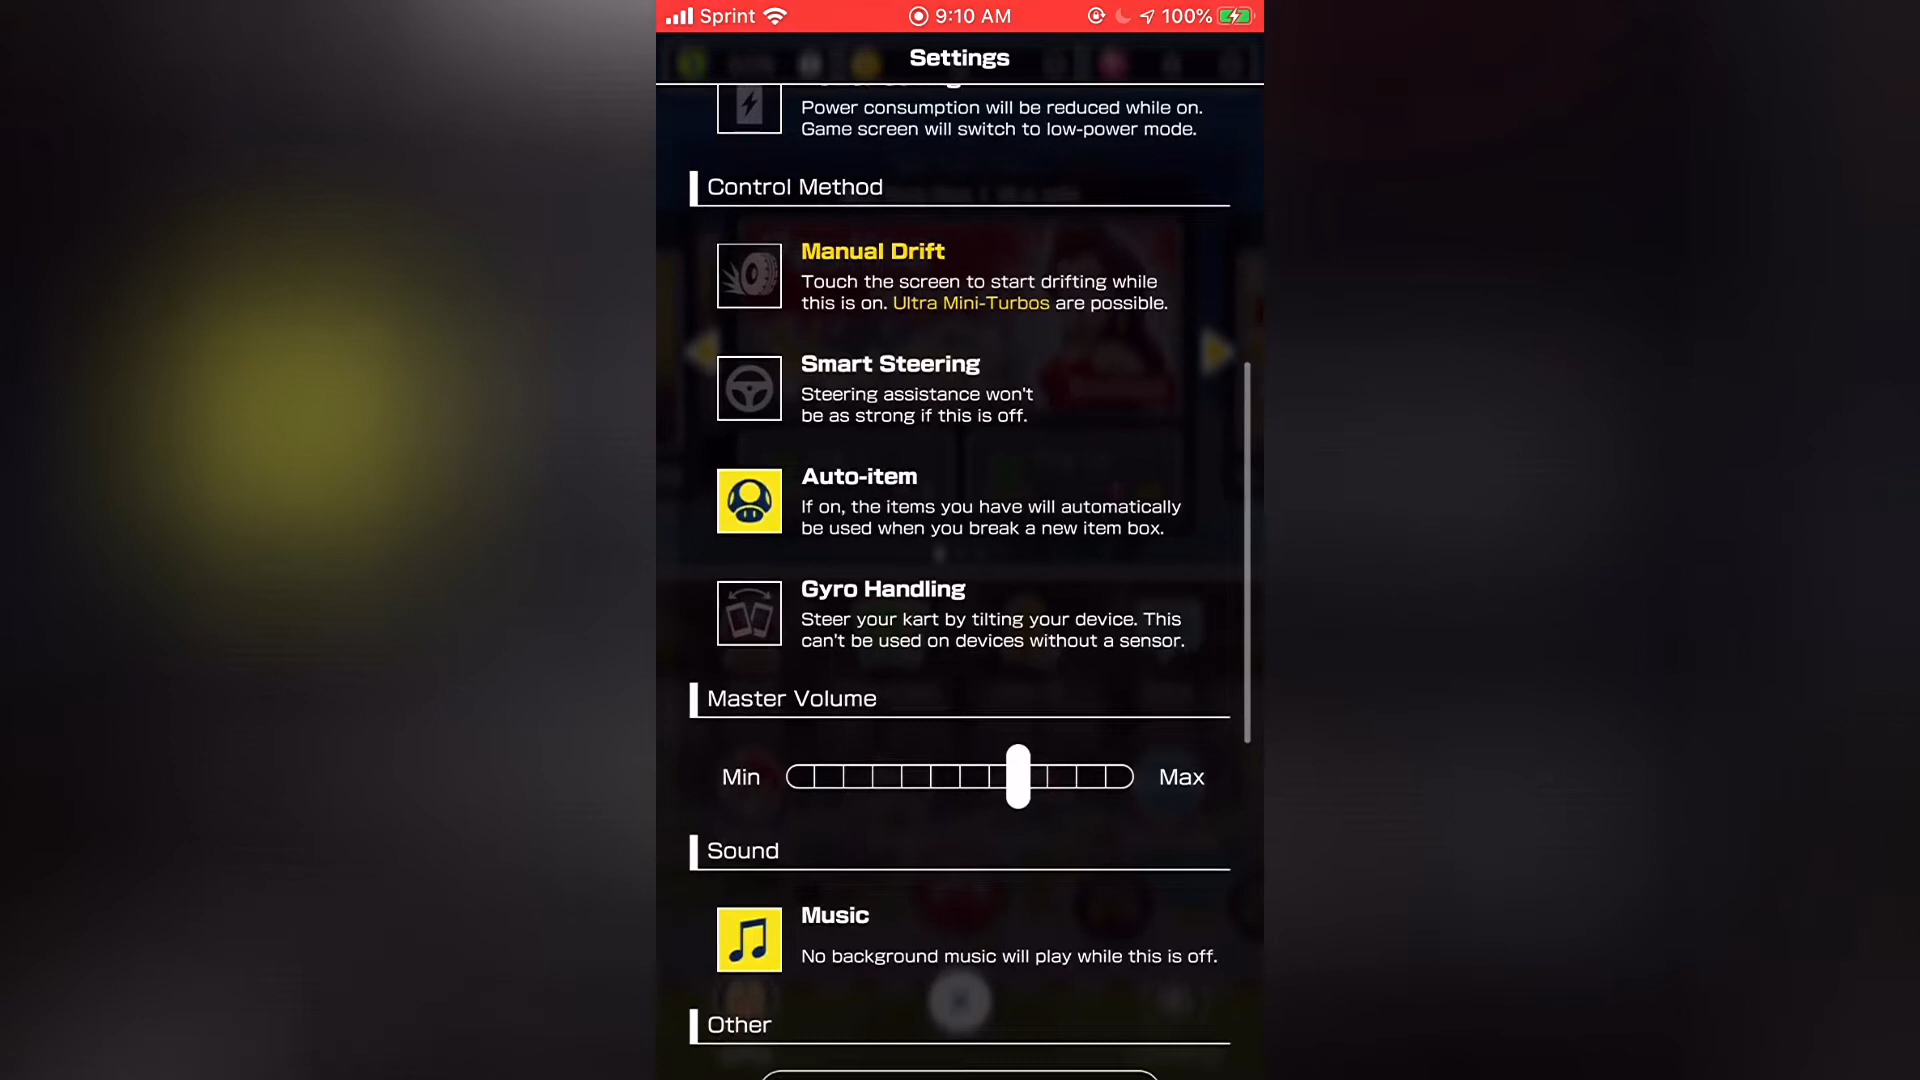 Sprint 9:10 AM 100%
Settings
Power consumption will be reduced while on.
Game screen will switch to low-power mode.
Control Method
Manual Drift
Touch the screen to start drifting while
this is on. Ultra Mini-Turbos are possible.
Smart Steering
Steering assistance won't
be as strong if this is off.
Auto-item
If on, the items you have will automatically
be used when you break a new item box.
Gyro Handling
Steer your kart by tilting your device. This
can't be used on devices without a sensor.
Master Volume
Min Max
Sound
Music
No background music will play while this is off.
Other